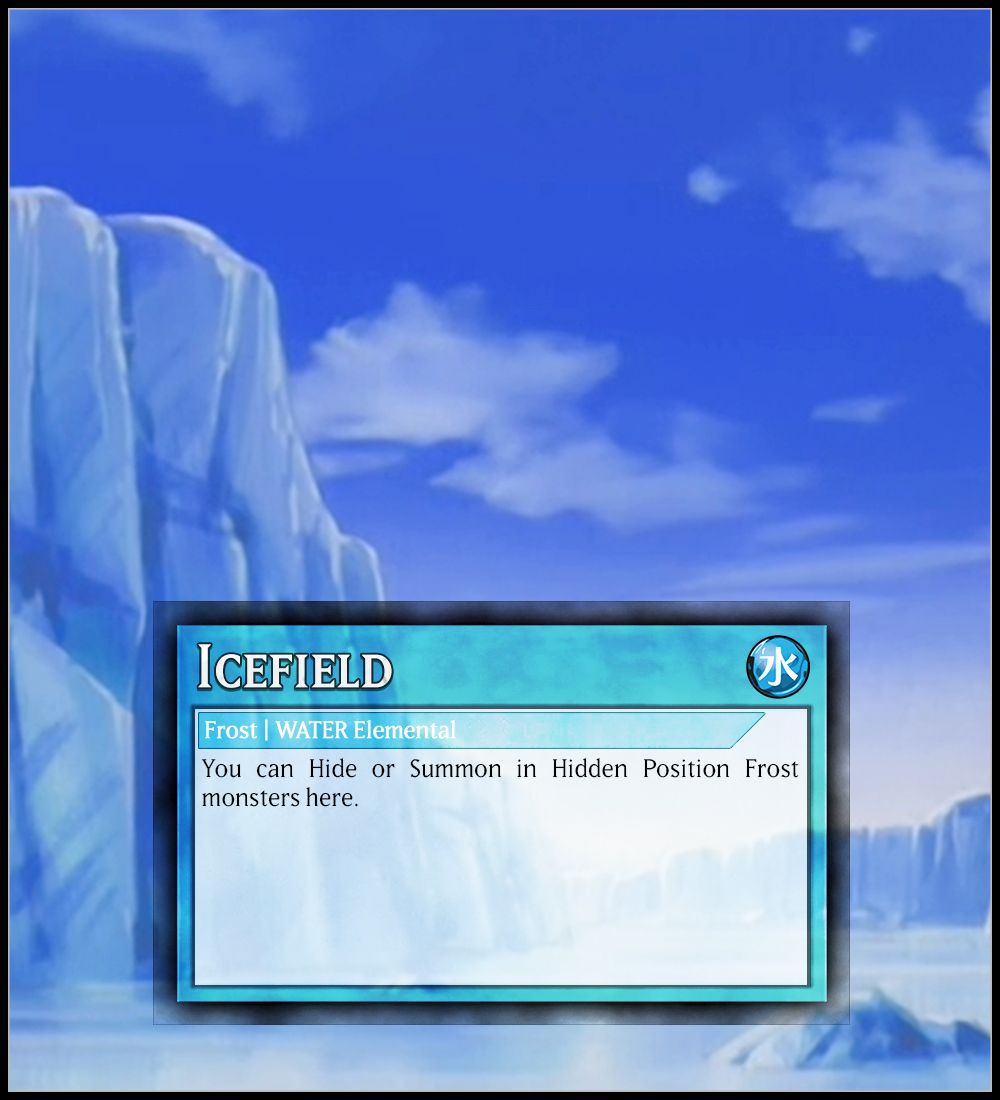 Icefield
水
Frost | WATER Elemental
You can Hide or Summon in Hidden Position Frost
monsters here.